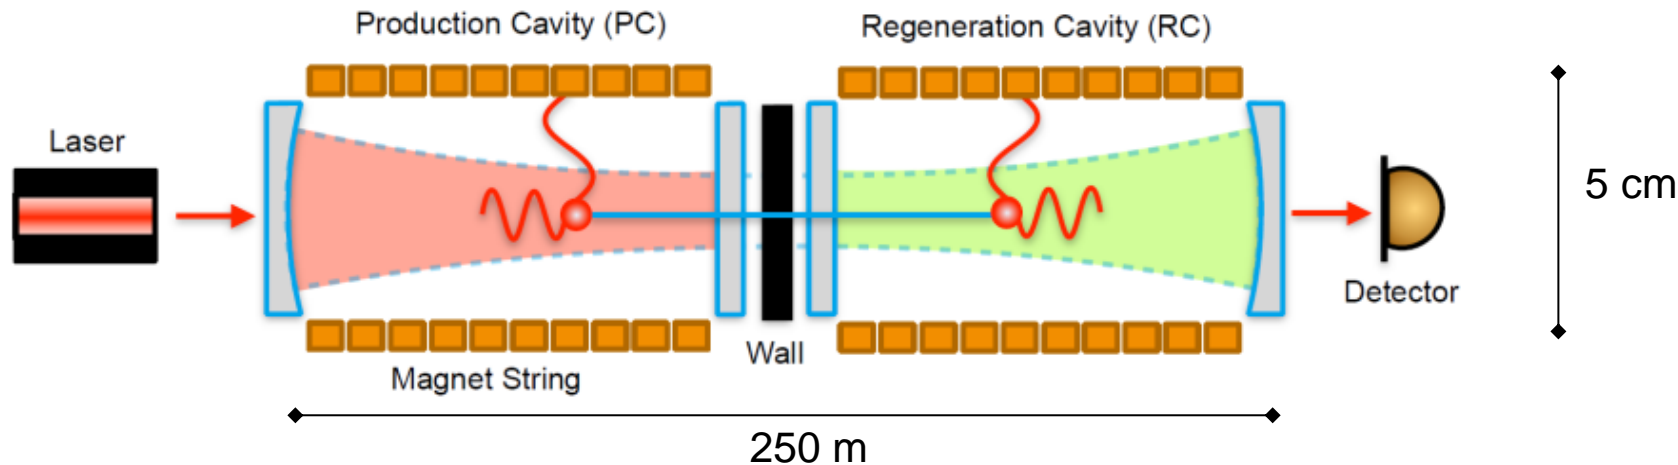 Production Cavity (PC)
Regeneration Cavity (RC)
Laser
5 cm
Detector
Wall
Magnet String
250 m